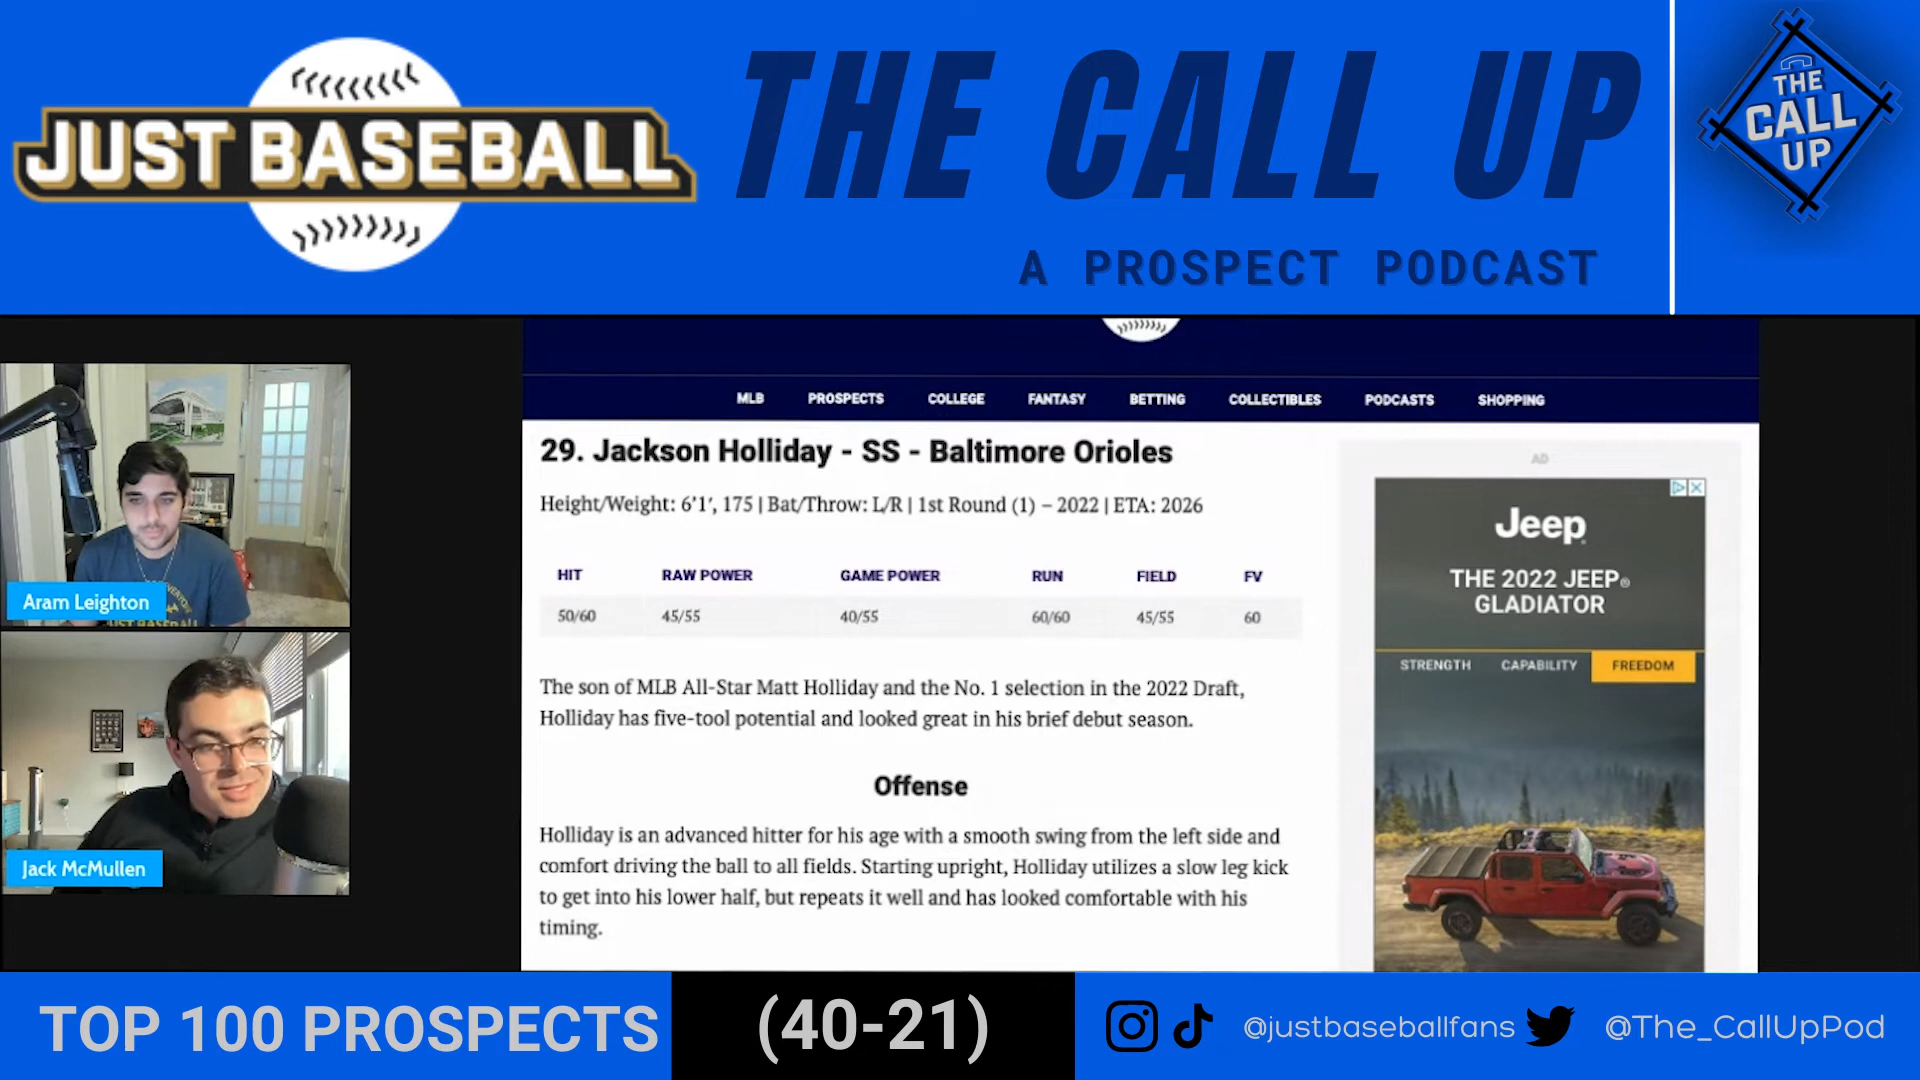 JUST BASEBALL
THE CALL UP
A PROSPECT PODCAST
THE
CALL
UP
MLB PROSPECTS COLLEGE FANTASY BETTING COLLECTIBLES PODCASTS SHOPPING
29. Jackson Holliday - SS - Baltimore Orioles
Height/Weight: 6'1', 175 | Bat/Throw: L/R | 1st Round (1) – 2022 | ETA: 2026
HIT RAW POWER GAME POWER RUN FIELD FV
50/60 45/55 40/55 60/60 45/55 60
The son of MLB All-Star Matt Holliday and the No. 1 selection in the 2022 Draft,
Holliday has five-tool potential and looked great in his brief debut season.
Offense
Holliday is an advanced hitter for his age with a smooth swing from the left side and
comfort driving the ball to all fields. Starting upright, Holliday utilizes a slow leg kick
to get into his lower half, but repeats it well and has looked comfortable with his
timing.
AD
Jeep
THE 2022 JEEP®
GLADIATOR
STRENGTH CAPABILITY FREEDOM
Aram Leighton
Jack McMullen
TOP 100 PROSPECTS
(40-21)
@justbaseballfans
@The_CallUpPod